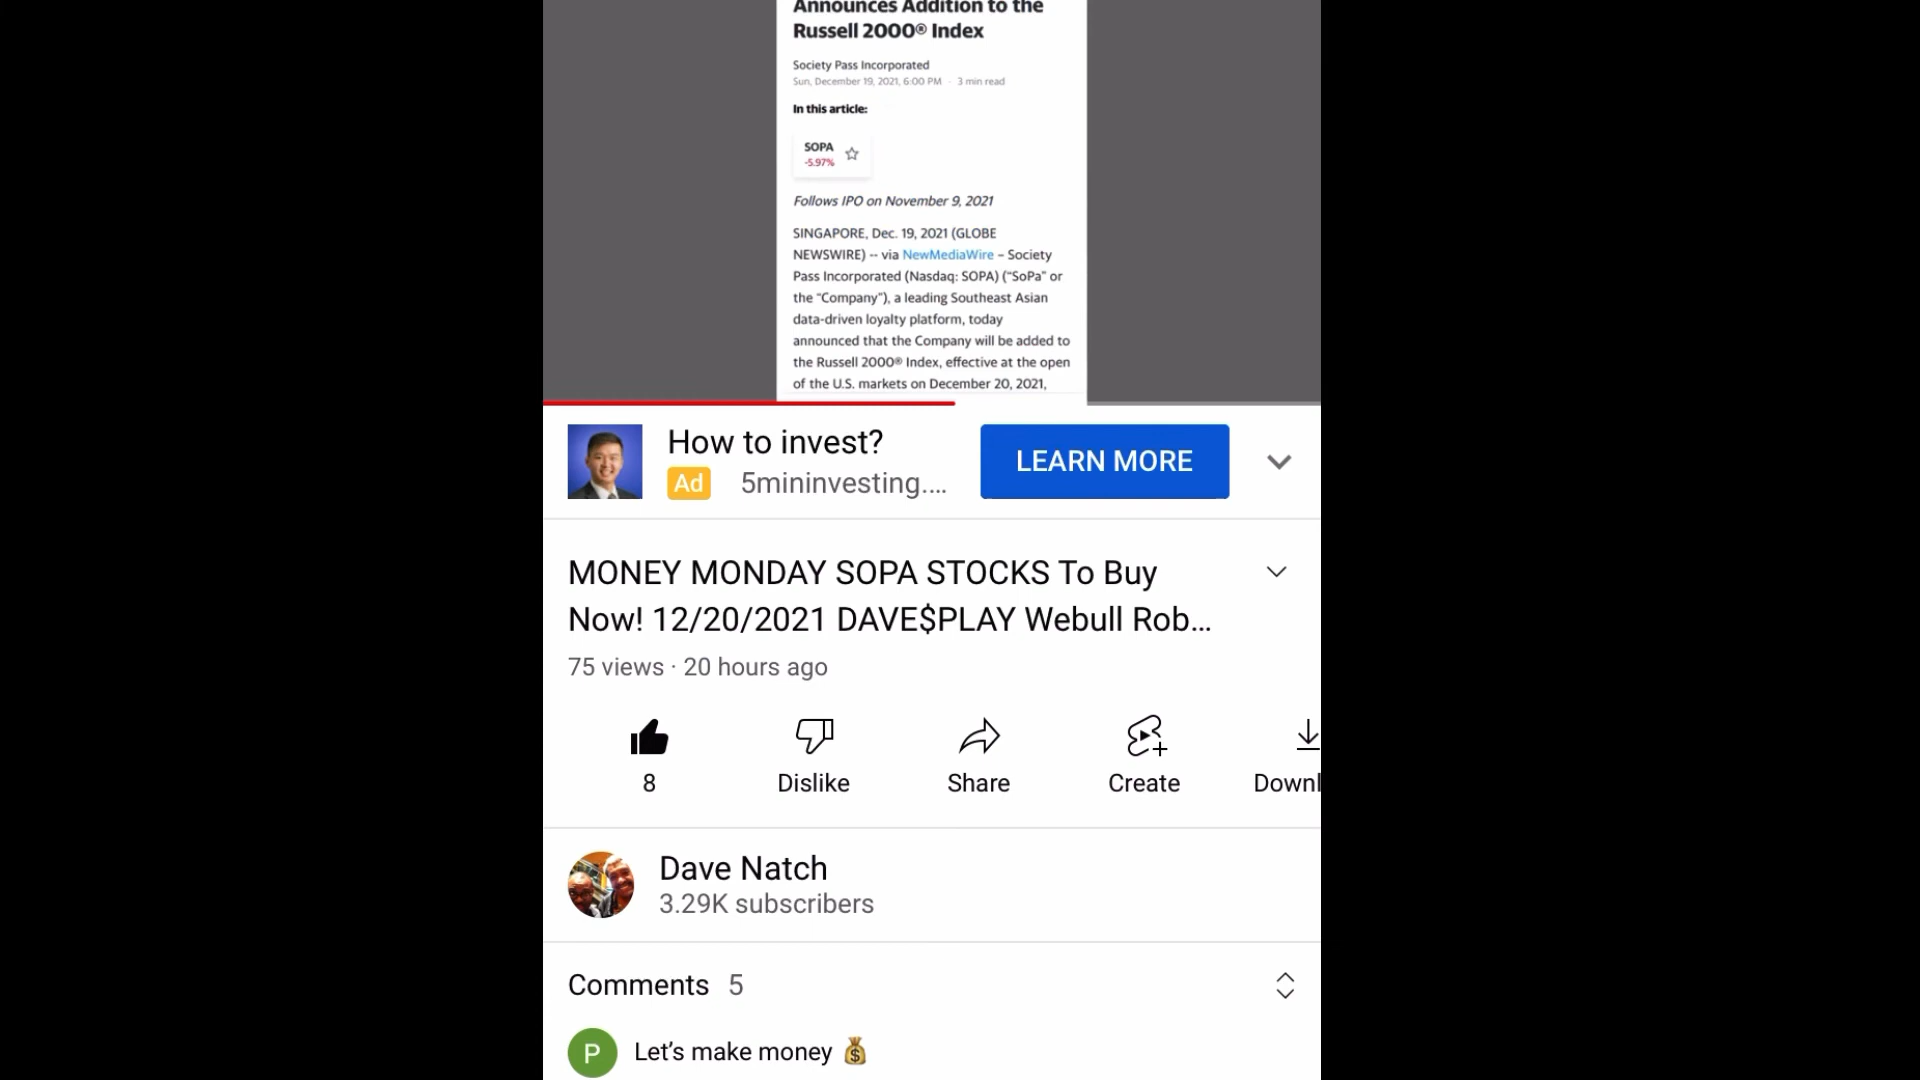 Announces Addition to the
Russell 2000® Index
Society Pass Incorporated
Sun, December 19, 2021, 6:00 PM · 3 min read
In this article:
SOPA
-5.97%
Follows IPO on November 9, 2021
SINGAPORE, Dec. 19, 2021 (GLOBE
NEWSWIRE) -- via NewMediaWire – Society
Pass Incorporated (Nasdaq: SOPA) (“SoPa” or
the “Company”), a leading Southeast Asian
data-driven loyalty platform, today
announced that the Company will be added to
the Russell 2000® Index, effective at the open
of the U.S. markets on December 20, 2021,
How to invest?
Ad 5mininvesting....
LEARN MORE
MONEY MONDAY SOPA STOCKS To Buy
Now! 12/20/2021 DAVE$PLAY Webull Rob...
75 views · 20 hours ago
8 Dislike Share Create Downl
Dave Natch
3.29K subscribers
Comments 5
P Let’s make money 💰